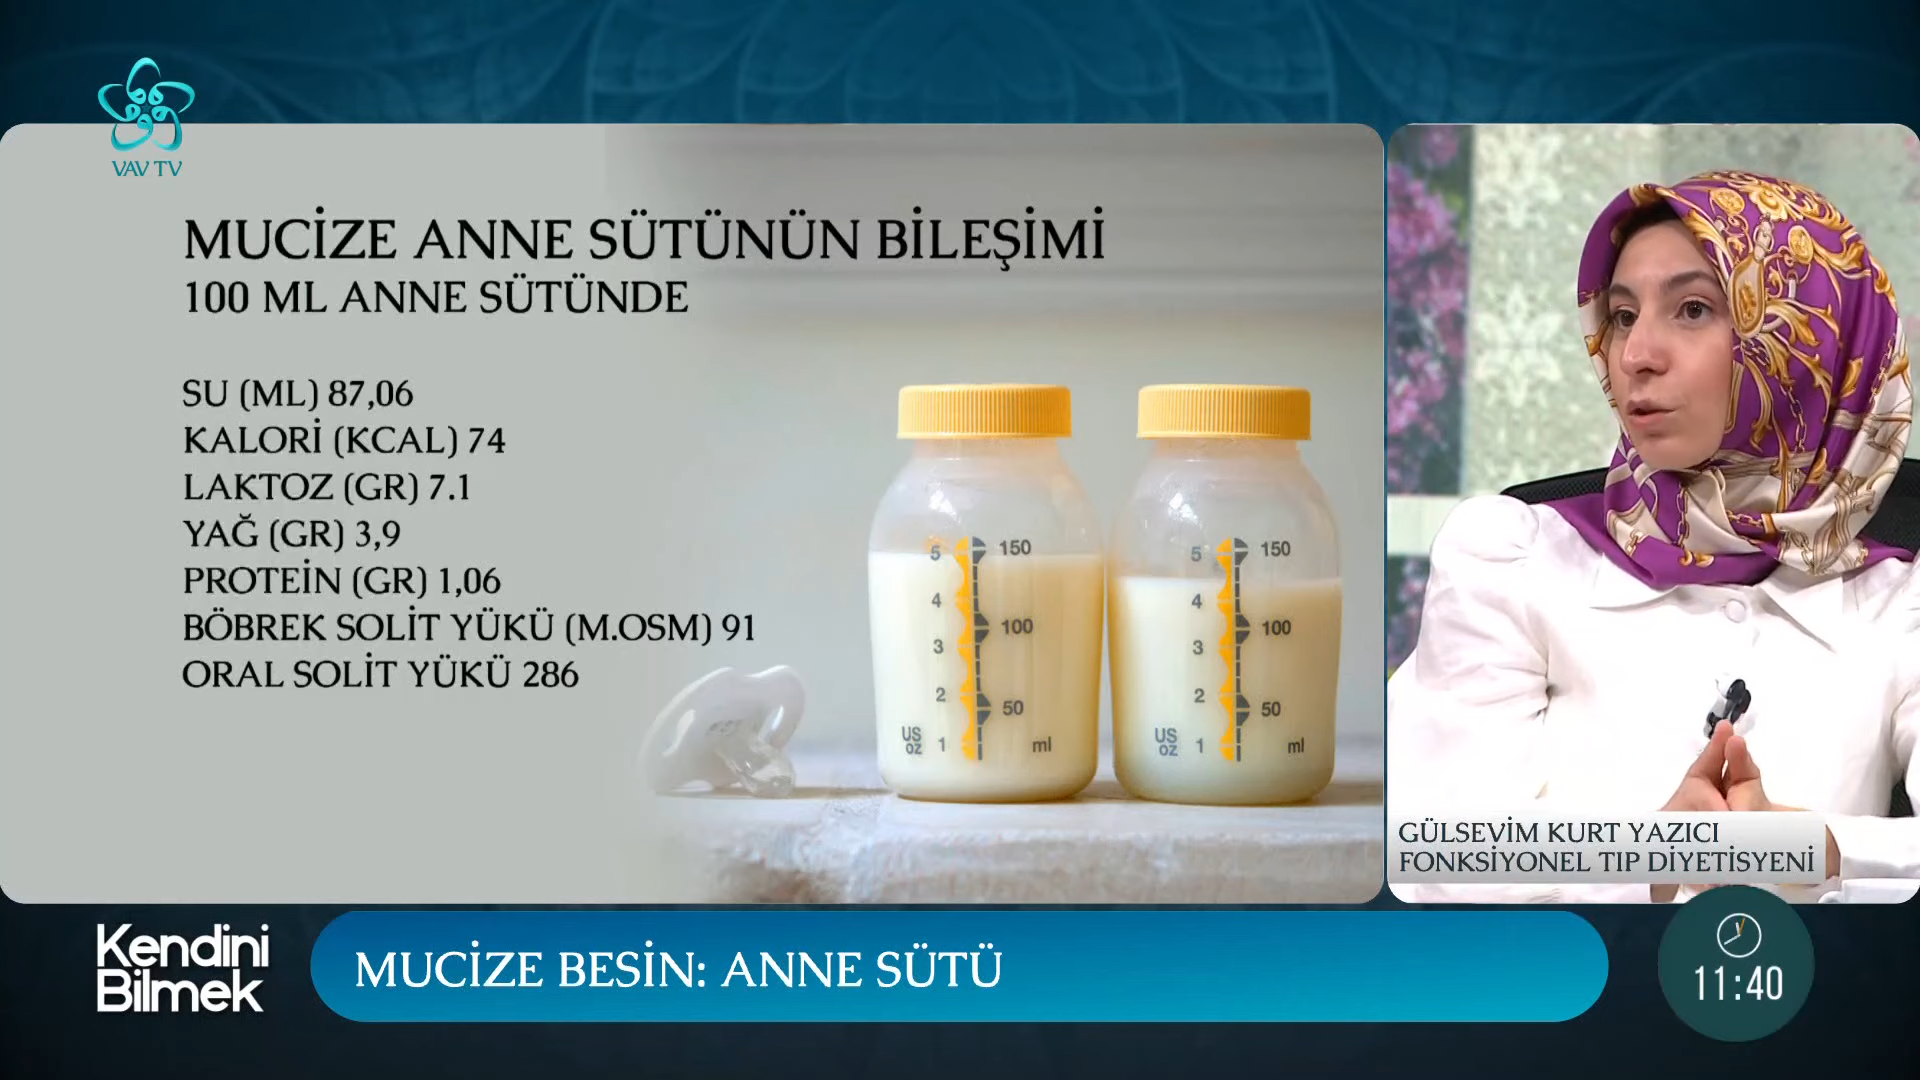 VAV TV
MUCİZE ANNE SÜTÜNÜN BİLEŞİMİ
100 ML ANNE SÜTÜNDE
SU (ML) 87,06
KALORİ (KCAL) 74
LAKTOZ (GR) 7.1
YAĞ (GR) 3,9
PROTEİN (GR) 1,06
BÖBREK SOLİT YÜKÜ (M.OSM) 91
ORAL SOLİT YÜKÜ 286
5 150
4
100
3
2
50
US
oz 1 ml
5 150
4
100
3
2
50
US
oz 1 ml
GÜLSEVİM KURT YAZICI
FONKSİYONEL TIP DİYETİSYENİ
Kendini
Bilmek
MUCİZE BESİN: ANNE SÜTÜ
11:40